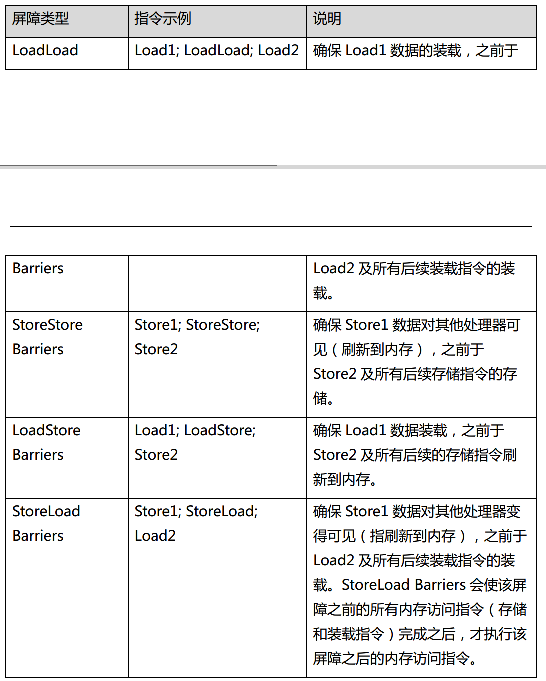 屏障类型 指令示例 说明
LoadLoad Load1; LoadLoad; Load2 确保 Load1 数据的装载，之前于
Barriers Load2 及所有后续装载指令的装
载。
StoreStore Store1; StoreStore; 确保 Store1 数据对其他处理器可
Barriers Store2 见（刷新到内存），之前于
Store2 及所有后续存储指令的存
储。
LoadStore Load1; LoadStore; 确保 Load1 数据装载，之前于
Barriers Store2 Store2 及所有后续的存储指令刷
新到内存。
StoreLoad Store1; StoreLoad; 确保 Store1 数据对其他处理器变
Barriers Load2 得可见（指刷新到内存），之前于
Load2 及所有后续装载指令的装
载。StoreLoad Barriers 会使该屏
障之前的所有内存访问指令（存储
和装载指令）完成之后，才执行该
屏障之后的内存访问指令。